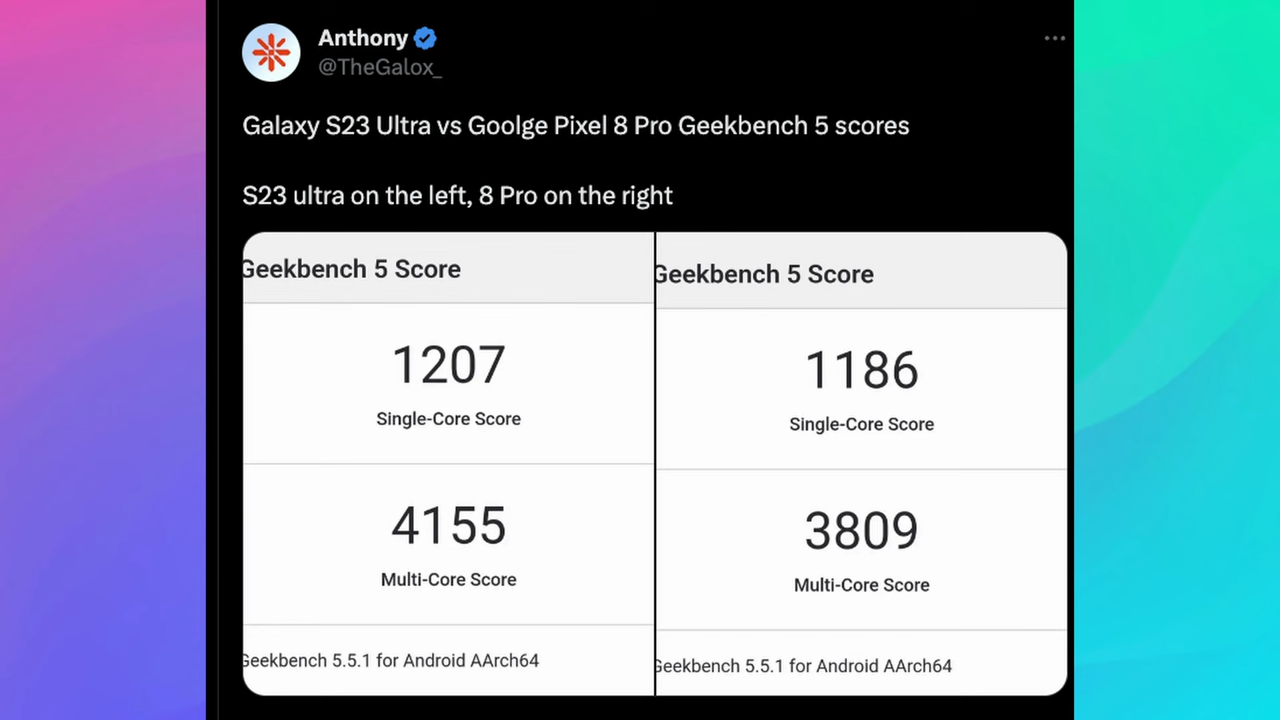 Anthony
@TheGalox_
Galaxy S23 Ultra vs Goolge Pixel 8 Pro Geekbench 5 scores
S23 ultra on the left, 8 Pro on the right
Geekbench 5 Score
1207
Single-Core Score
4155
Multi-Core Score
Geekbench 5.5.1 for Android AArch64
Geekbench 5 Score
1186
Single-Core Score
3809
Multi-Core Score
Geekbench 5.5.1 for Android AArch64